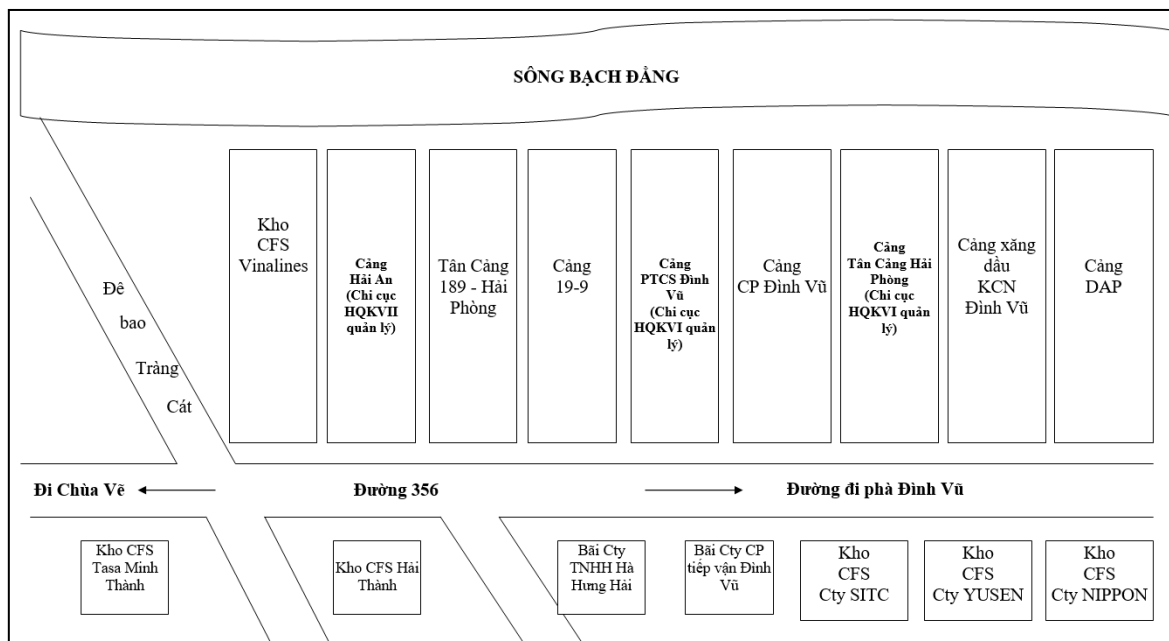 SÔNG BẠCH ĐẰNG
Kho
CFS
Vinalines
Cảng
Hải An
(Chi cục
HQKVII
quản lý)
Tân Cảng
189 - Hải
Phòng
Cảng
19-9
Cảng
PTCS Đình
Vũ
(Chi cục
HQKVI quản
lý)
Cảng
CP Đình Vũ
Cảng
Tân Cảng Hải
Phòng
(Chi cục
HQKVI quản
lý)
Cảng xăng
dầu
KCN
Đình Vũ
Cảng
DAP
Đê
bao
Tràng
Cát
Đi Chùa Vẽ
Đường 356
Đường đi phà Đình Vũ
Kho CFS
Tasa Minh
Thành
Kho CFS Hải
Thành
Bãi Cty
TNHH Hà
Hưng Hải
Bãi Cty CP
tiếp vận Đình
Vũ
Kho
CFS
Cty SITC
Kho
CFS
Cty YUSEN
Kho
CFS
Cty NIPPON